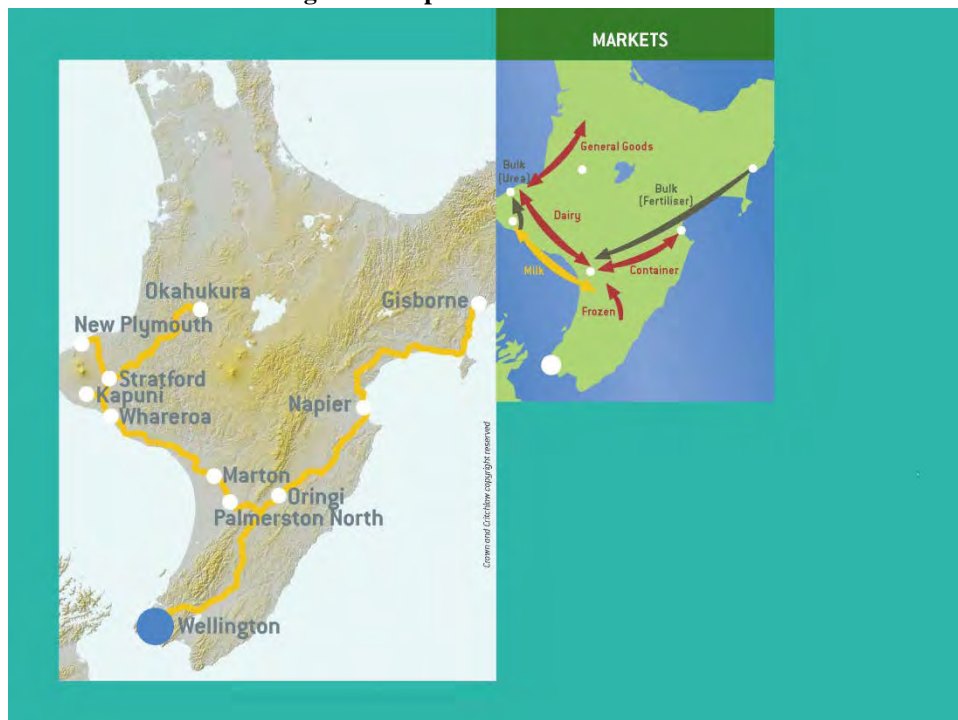 MARKETS
General Goods
Bulk
(Urea)
Bulk
(Fertiliser)
Dairy
Milk
Container
Frozen
Okahukura
Gisborne
New Plymouth
Stratford
Kapuni
Whareroa
Napier
Marton
Oringi
Palmerston North
Wellington
Crown and Critchlow copyright reserved